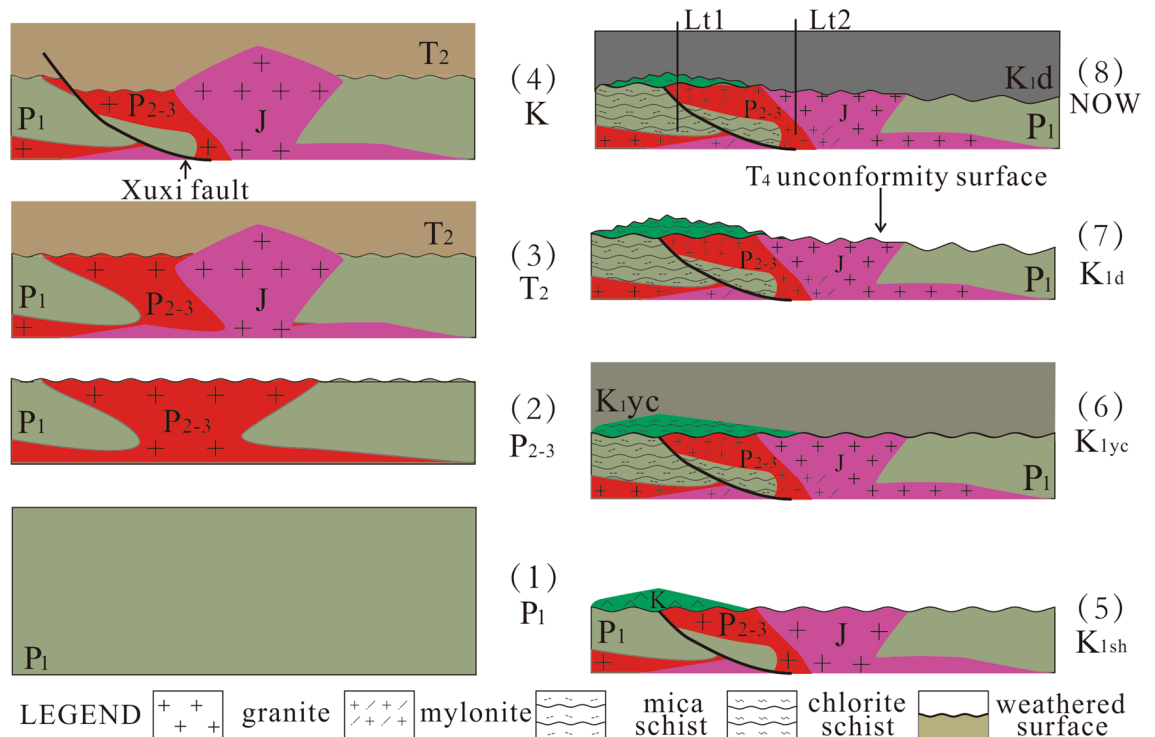 T2
P2-3
P1
J
(4)
K
Xuxi fault
T2
P1
P2-3
J
(3)
T2
P1
P2-3
(2)
P2-3
P1
(1)
P1
Lt1
Lt2
K1d
P2-3
J
P1
(8)
NOW
T4 unconformity surface
P2-3
J
P1
(7)
K1d
K1yc
P2-3
J
P1
(6)
K1yc
K
P1
P2-3
J
(5)
K1sh
LEGEND
granite
mylonite
mica
schist
chlorite
schist
weathered
surface